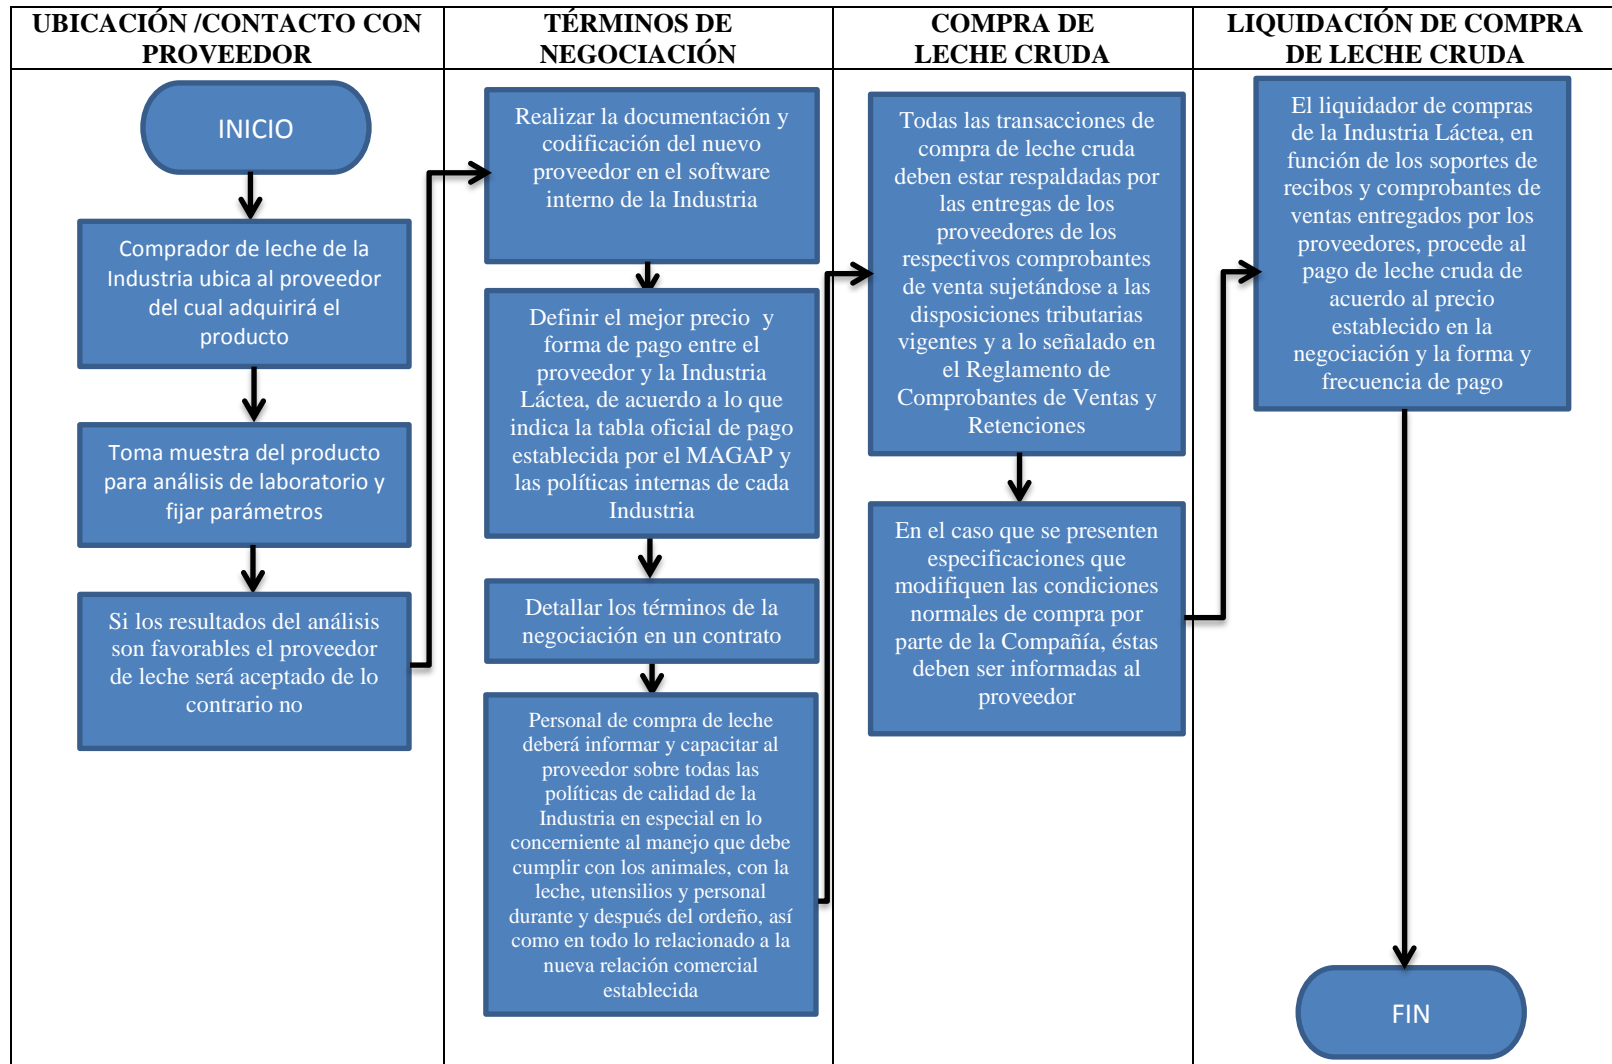 UBICACIÓN /CONTACTO CON
PROVEEDOR
INICIO
Comprador de leche de la
Industria ubica al proveedor
del cual adquirirá el
producto
Toma muestra del producto
para análisis de laboratorio y
fijar parámetros
Si los resultados del análisis
son favorables el proveedor
de leche será aceptado de lo
contrario no
TÉRMINOS DE
NEGOCIACIÓN
Realizar la documentación y
codificación del nuevo
proveedor en el software
interno de la Industria
Definir el mejor precio  y
forma de pago entre el
proveedor y la Industria
Láctea, de acuerdo a lo que
indica la tabla oficial de pago
establecida por el MAGAP y
las políticas internas de cada
Industria
Detallar los términos de la
negociación en un contrato
Personal de compra de leche
deberá informar y capacitar al
proveedor sobre todas las
políticas de calidad de la
Industria en especial en lo
concerniente al manejo que debe
cumplir con los animales, con la
leche, utensilios y personal
durante y después del ordeño, así
como en todo lo relacionado a la
nueva relación comercial
establecida
COMPRA DE
LECHE CRUDA
Todas las transacciones de
compra de leche cruda
deben estar respaldadas por
las entregas de los
proveedores de los
respectivos comprobantes
de venta sujetándose a las
disposiciones tributarias
vigentes y a lo señalado en
el Reglamento de
Comprobantes de Ventas y
Retenciones
En el caso que se presenten
especificaciones que
modifiquen las condiciones
normales de compra por
parte de la Compañía, éstas
deben ser informadas al
proveedor
LIQUIDACIÓN DE COMPRA
DE LECHE CRUDA
El liquidador de compras
de la Industria Láctea, en
función de los soportes de
recibos y comprobantes de
ventas entregados por los
proveedores, procede al
pago de leche cruda de
acuerdo al precio
establecido en la
negociación y la forma y
frecuencia de pago
FIN